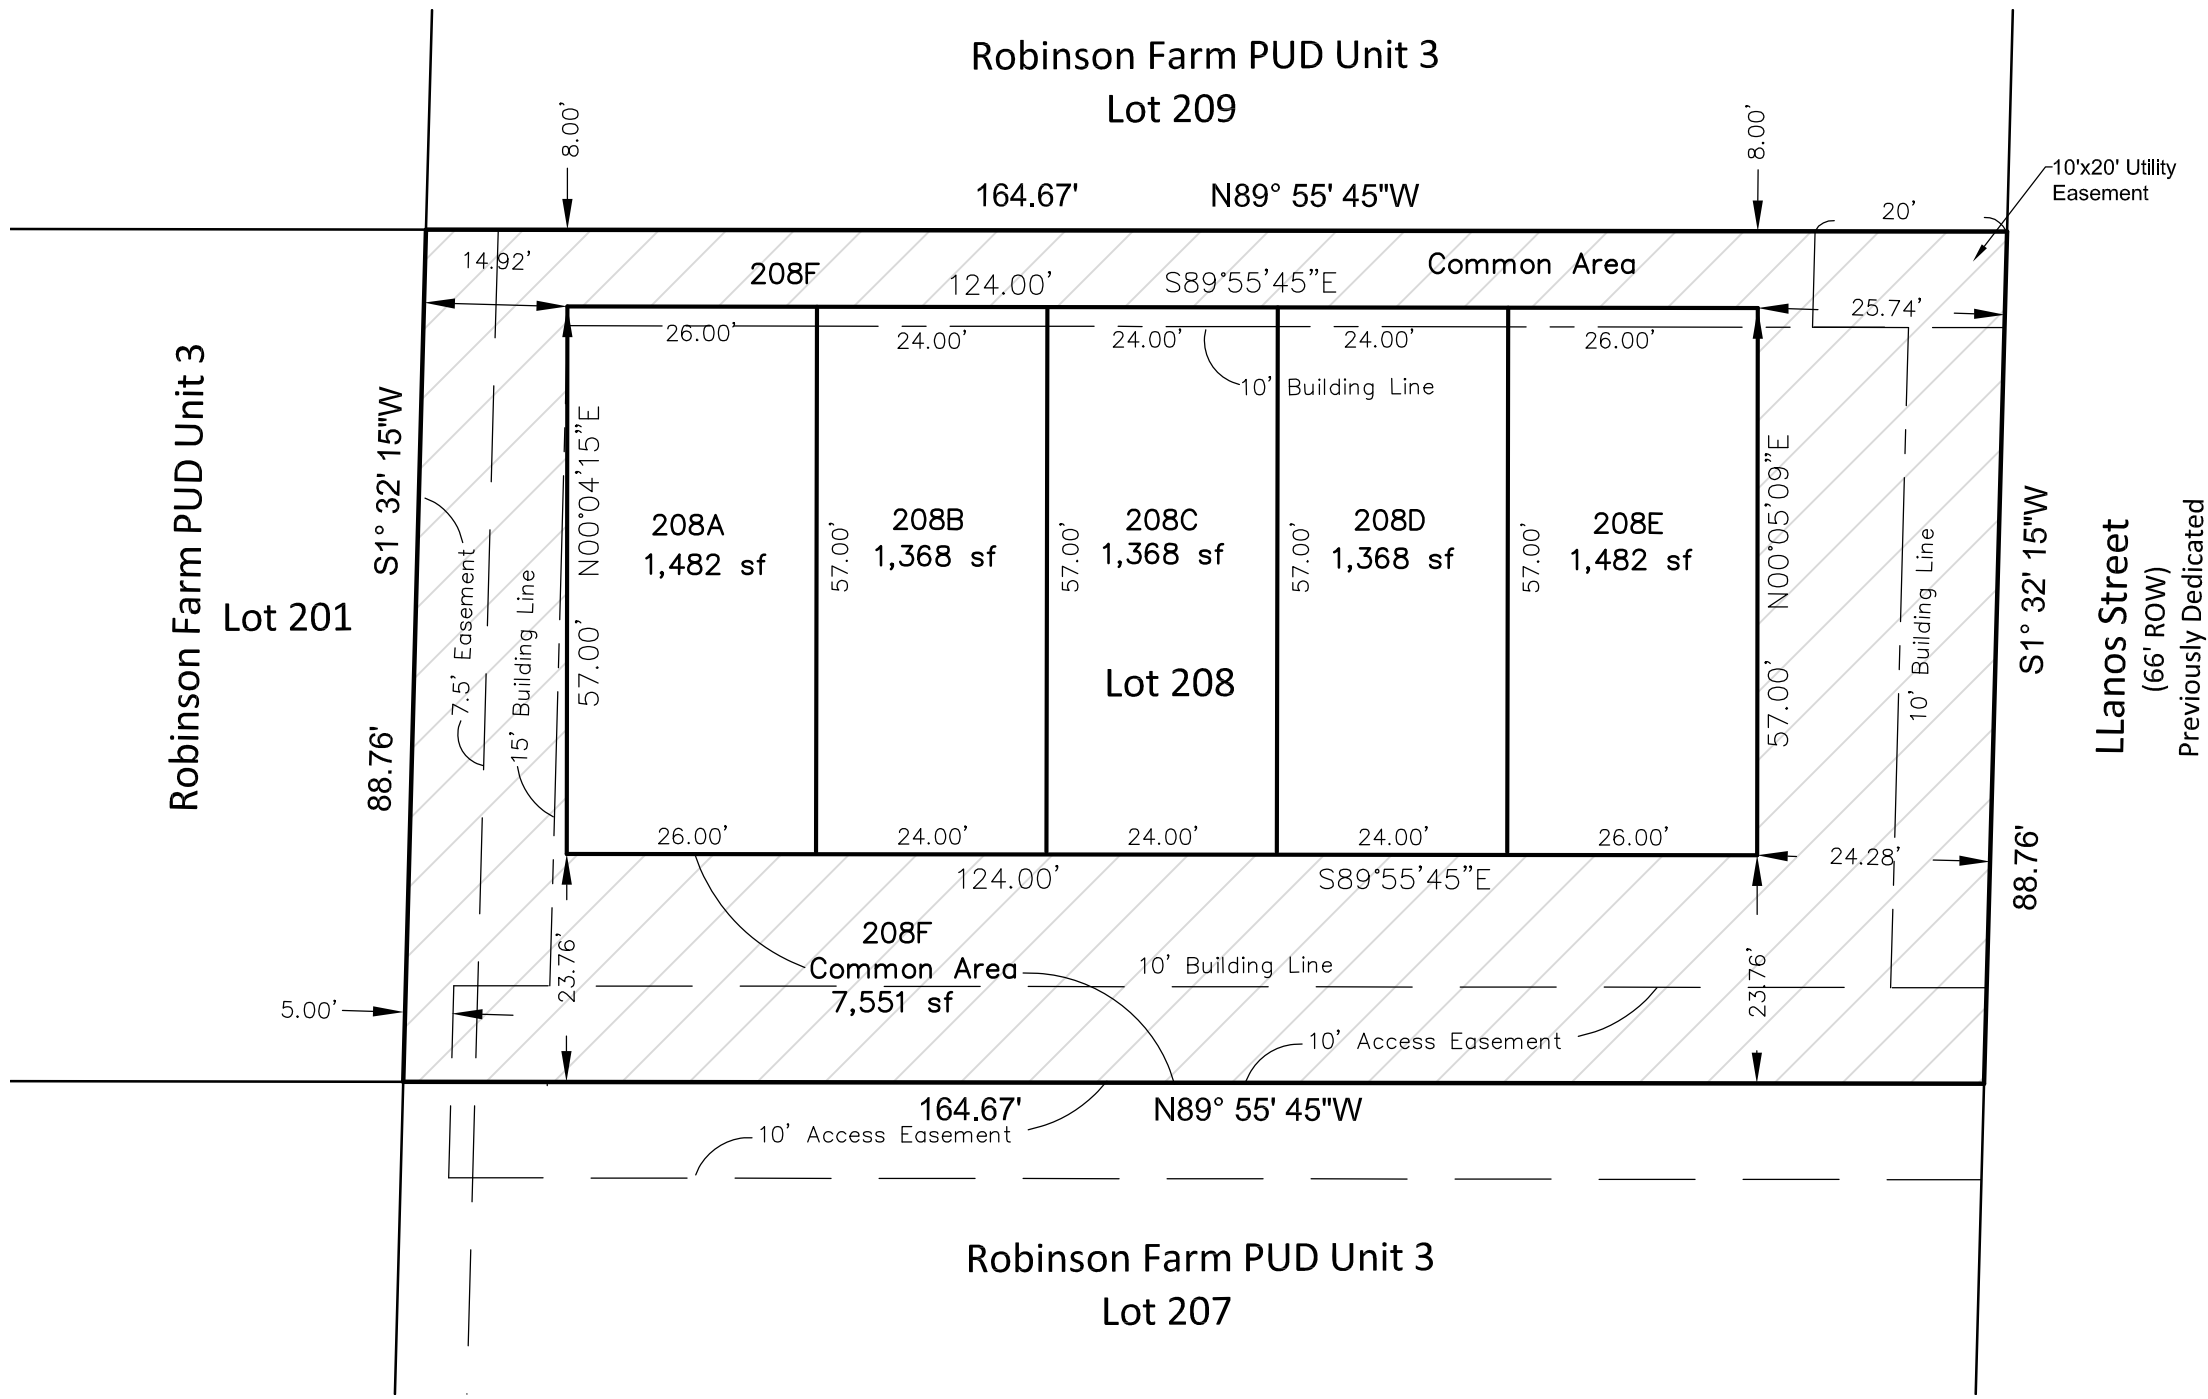 Robinson Farm PUD Unit 3
Lot 209
8.00'
8.00'
164.67'
N89° 55' 45"W
10'x20' Utility
Easement
20'
14.92'
208F
124.00'
S89°55'45"E
Common Area
25.74'
26.00'
24.00'
24.00'
24.00'
26.00'
10' Building Line
Robinson Farm PUD Unit 3
Lot 201
S1° 32' 15"W
88.76'
7.5' Easement
15' Building Line
N00°04'15"E
57.00'
208A
1,482 sf
57.00'
208B
1,368 sf
57.00'
208C
1,368 sf
57.00'
208D
1,368 sf
57.00'
208E
1,482 sf
Lot 208
N00°05'09"E
57.00'
10' Building Line
S1° 32' 15"W
88.76'
LLanos Street
(66' ROW)
Previously Dedicated
26.00'
24.00'
24.00'
24.00'
26.00'
24.28'
124.00'
S89°55'45"E
208F
Common Area
7,551 sf
10' Building Line
23.76'
23.76'
5.00'
10' Access Easement
164.67'
N89° 55' 45"W
10' Access Easement
Robinson Farm PUD Unit 3
Lot 207